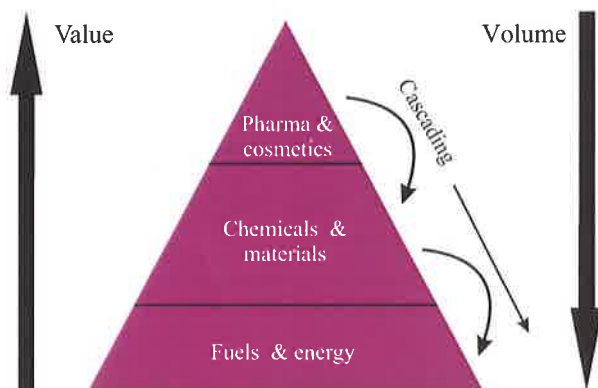 Value
Volume
Cascading
Pharma &
cosmetics
Chemicals &
materials
Fuels & energy